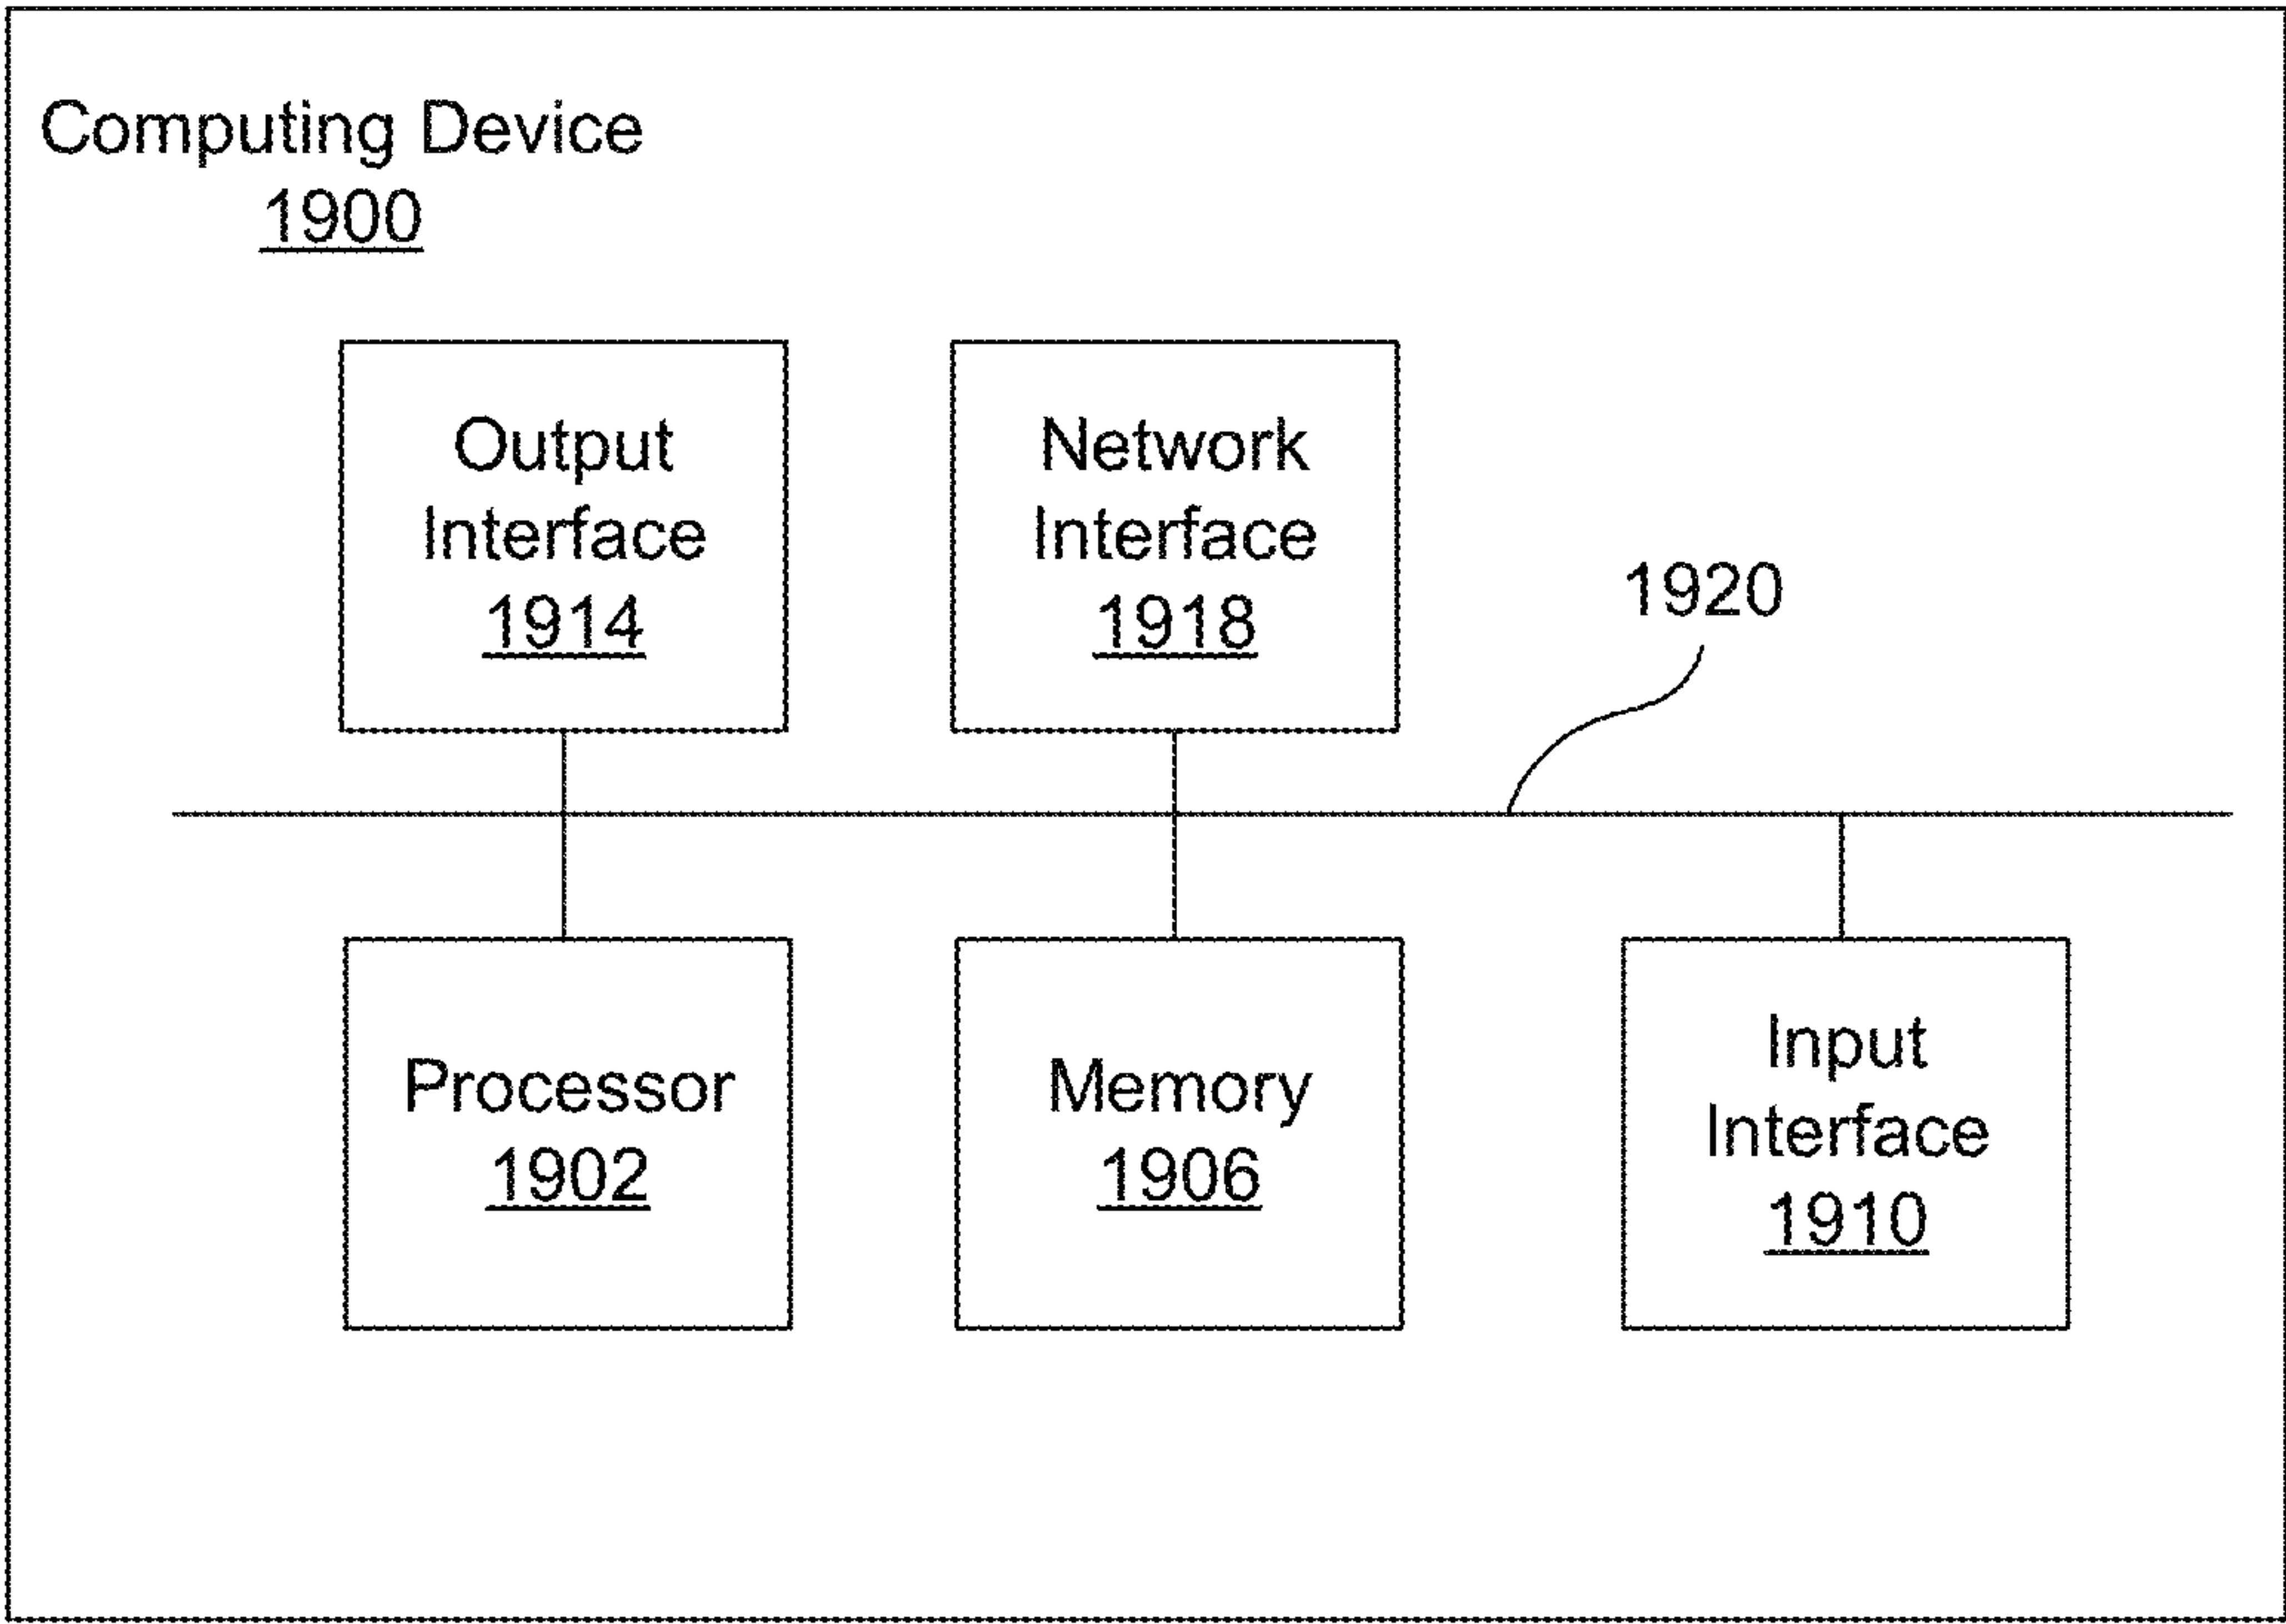 Computing Device
1900
Output
Interface
1914
Network
Interface
1918
1920
Processor
1902
Memory
1906
Input
Interface
1910